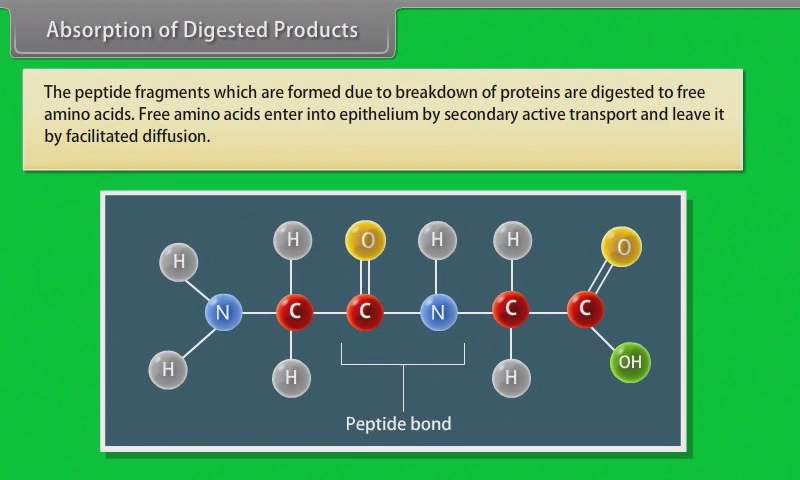 Absorption of Digested Products
The peptide fragments which are formed due to breakdown of proteins are digested to free
amino acids. Free amino acids enter into epithelium by secondary active transport and leave it
by facilitated diffusion.
H O H H O
H
N C C N C C
H H H OH
Peptide bond